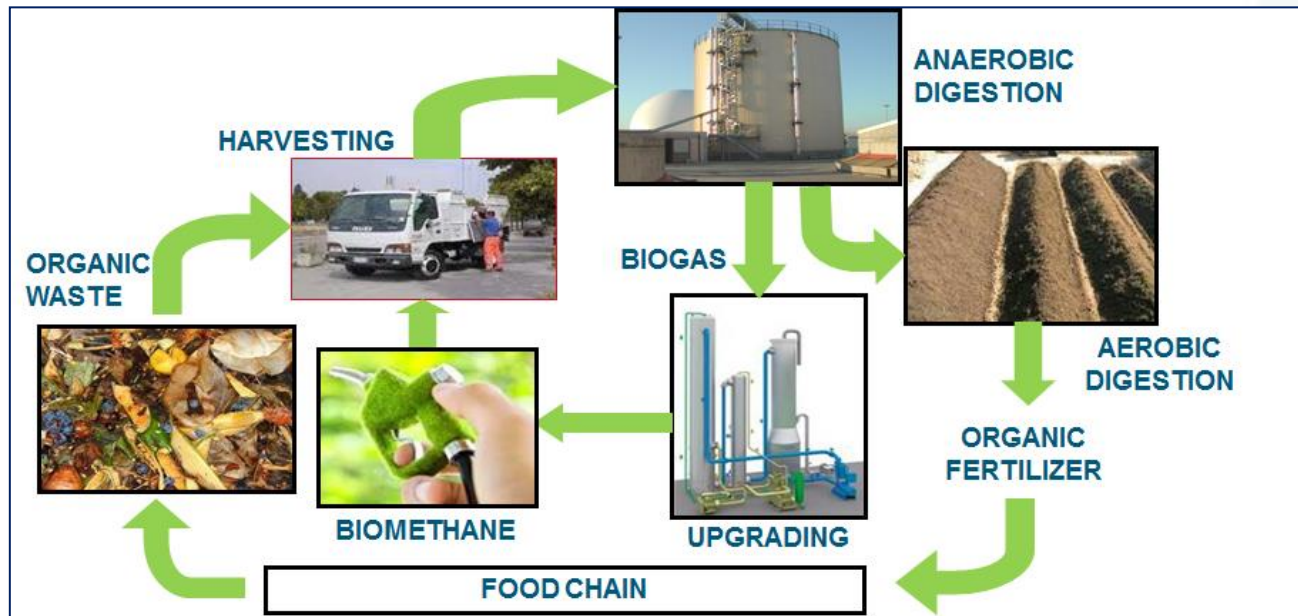 ANAEROBIC
DIGESTION
HARVESTING
ORGANIC
WASTE
BIOGAS
AEROBIC
DIGESTION
ORGANIC
FERTILIZER
BIOMETHANE
UPGRADING
FOOD CHAIN